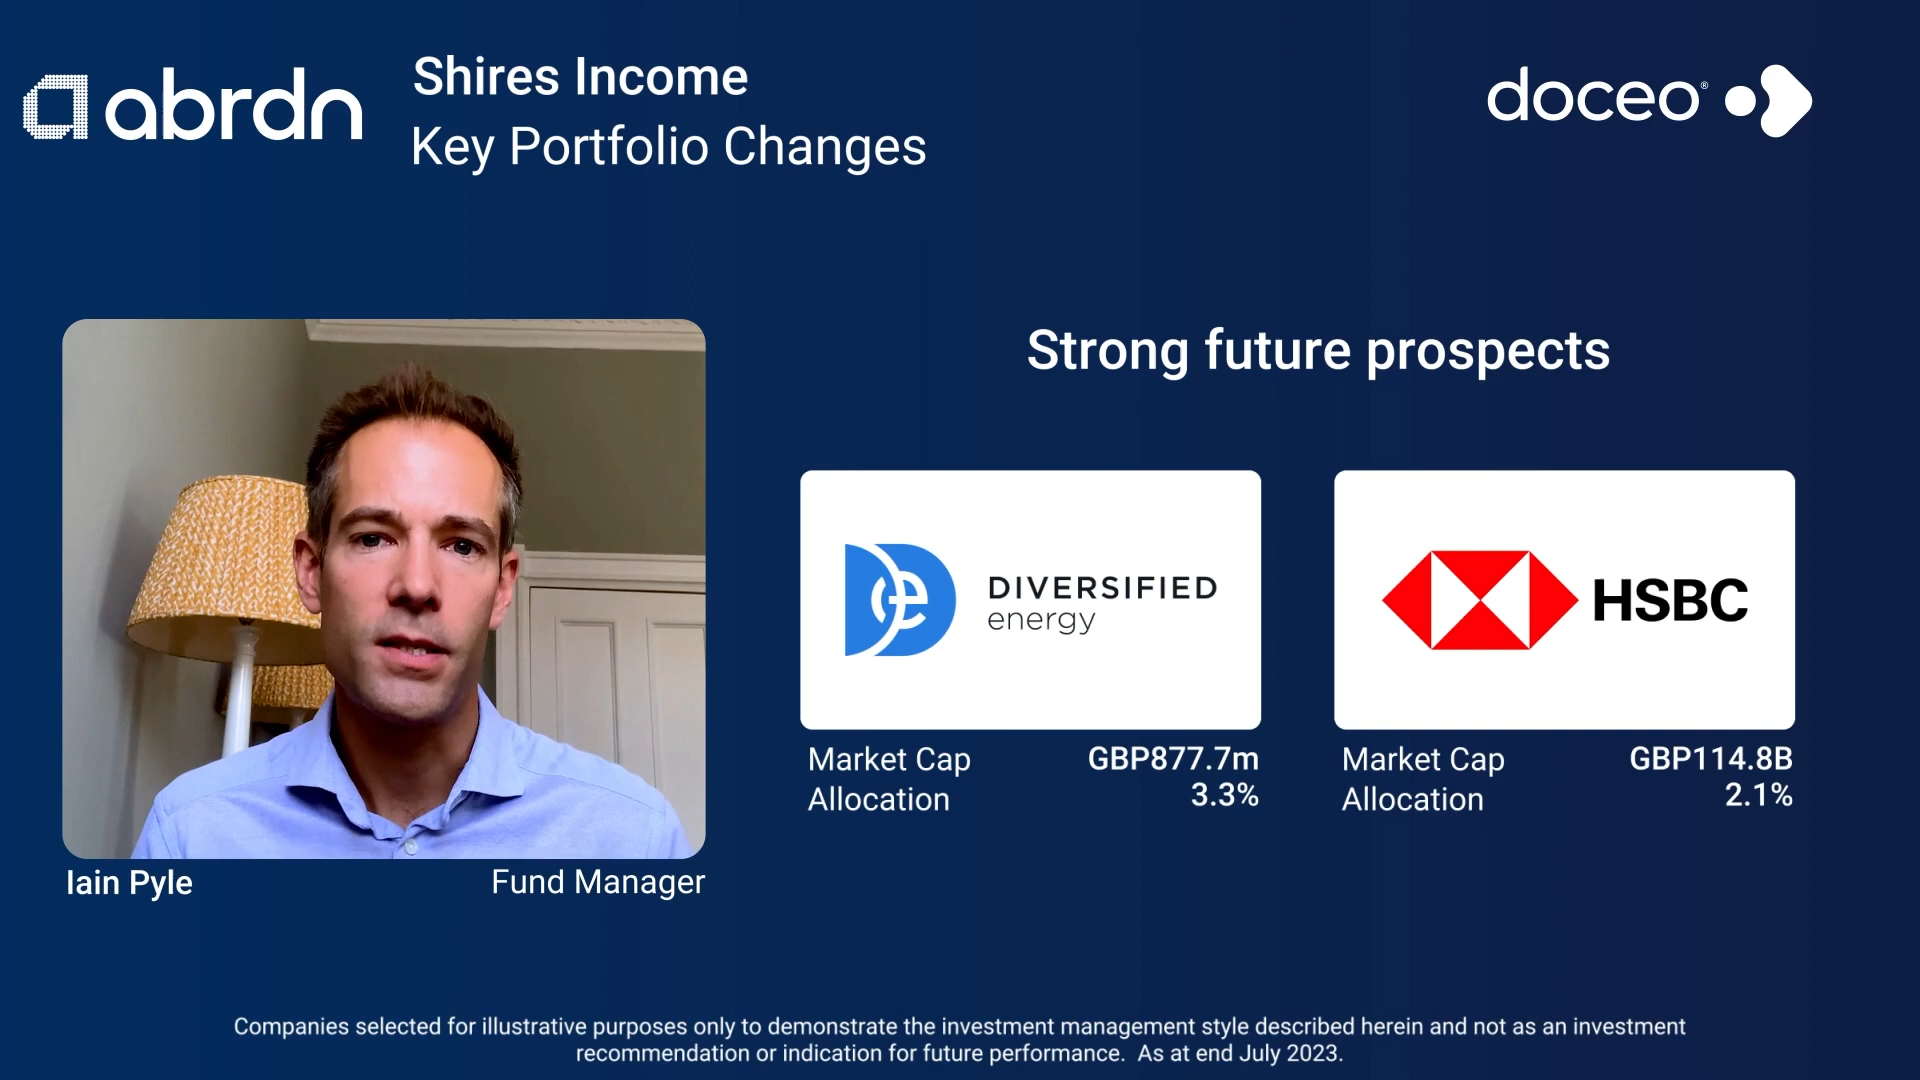 abrdn
Shires Income
Key Portfolio Changes
doceo®
Strong future prospects
DIVERSIFIED
energy
HSBC
Market Cap GBP877.7m
Allocation 3.3%
Market Cap GBP114.8B
Allocation 2.1%
Iain Pyle Fund Manager
Companies selected for illustrative purposes only to demonstrate the investment management style described herein and not as an investment
recommendation or indication for future performance. As at end July 2023.